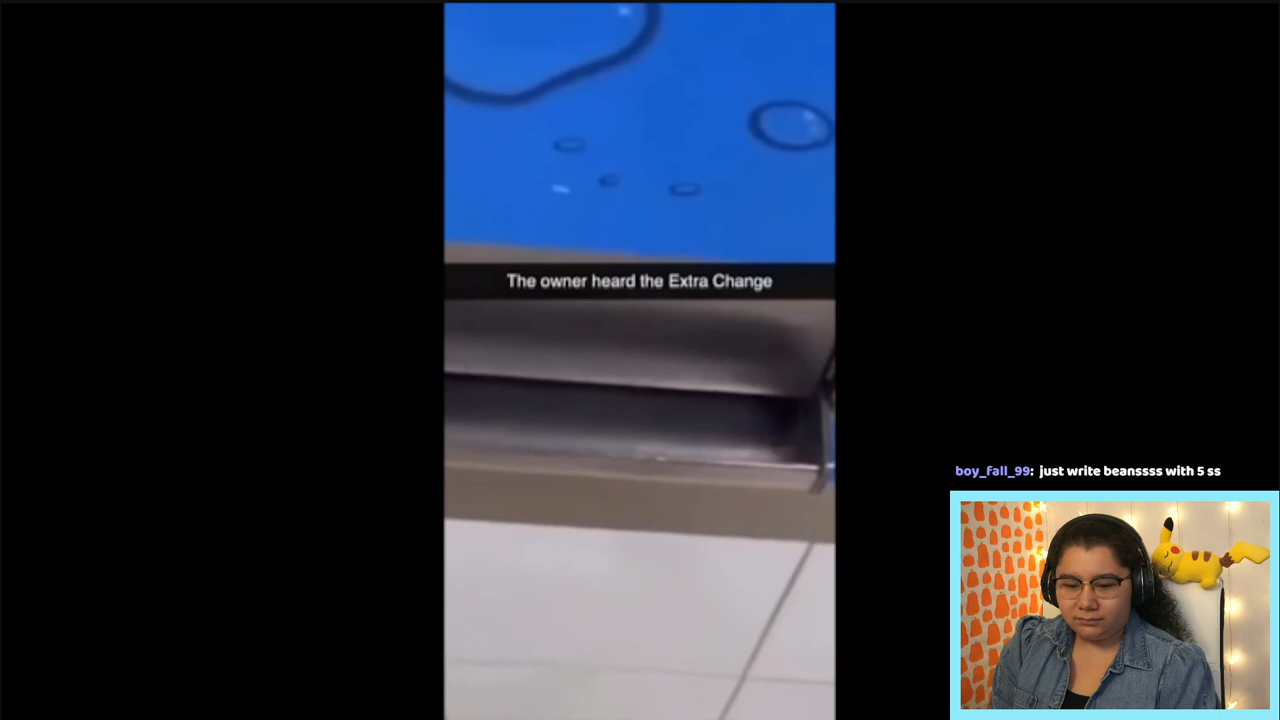 The owner heard the Extra Change
boy_fall_99: just write beanssss with 5 ss